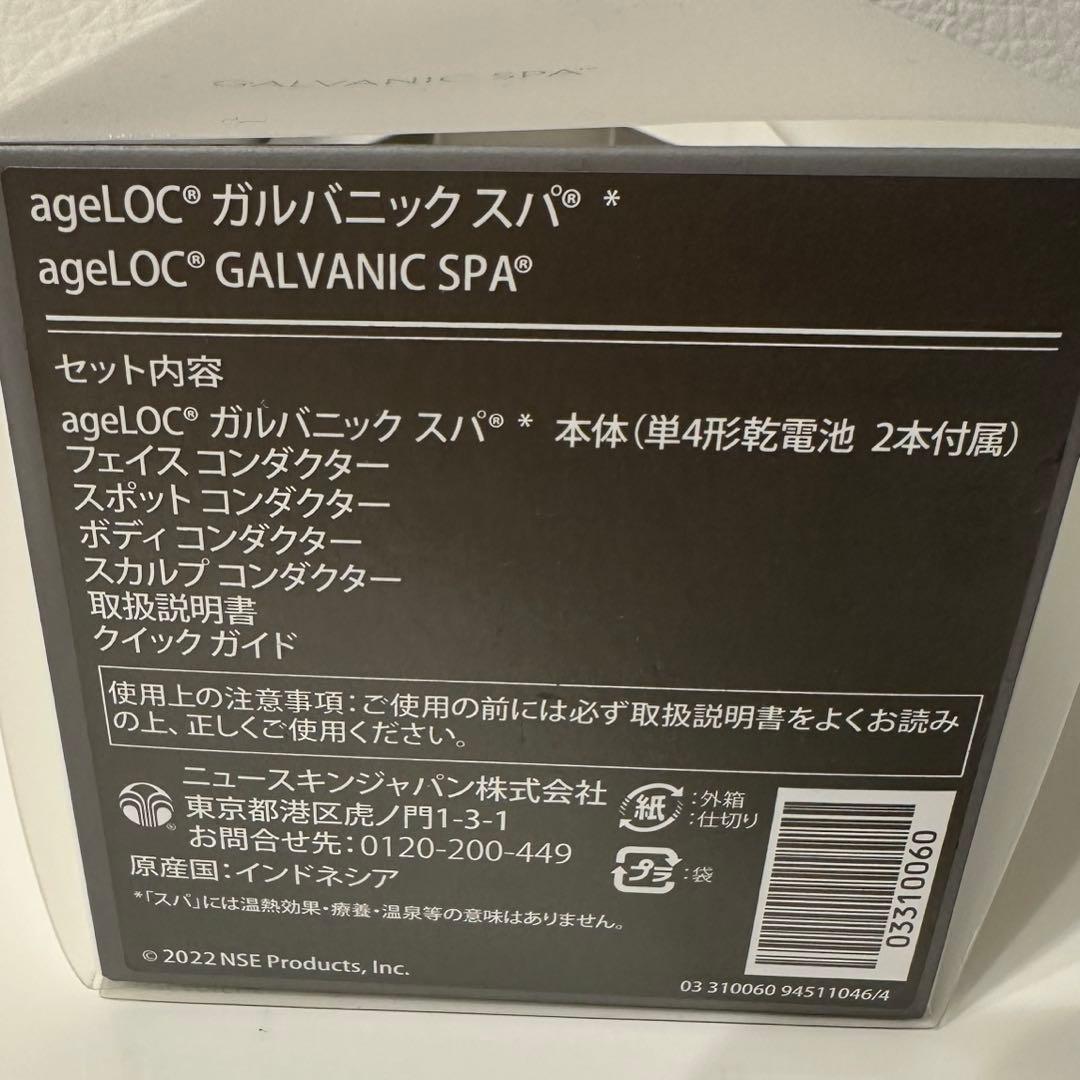 GALVANIC SPA™
ageLOC® ガルバニック スパ® *
ageLOC® GALVANIC SPA®
セット内容
ageLOC® ガルバニック スパ® * 本体（単4形乾電池 2本付属）
フェイス コンダクター
スポット コンダクター
ボディ コンダクター
スカルプ コンダクター
取扱説明書
クイック ガイド
使用上の注意事項：ご使用の前には必ず取扱説明書をよくお読み
の上、正しくご使用ください。
ニュースキンジャパン株式会社
東京都港区虎ノ門1-3-1
お問合せ先：0120-200-449
原産国：インドネシア
*「スパ」には温熱効果・療養・温泉等の意味はありません。
© 2022 NSE Products, Inc.
紙：外箱
：仕切り
プラ：袋
03310060
03 310060 94511046/4